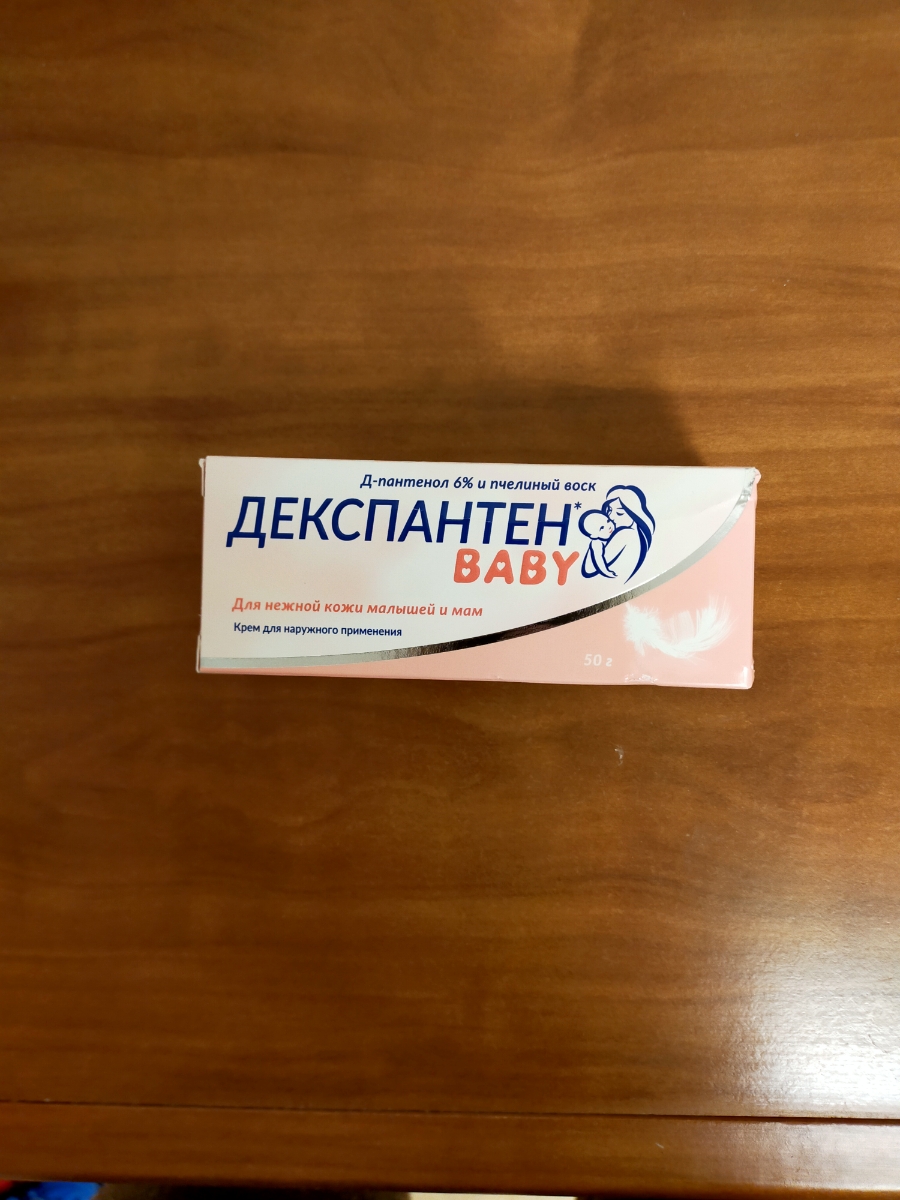 Д-пантенол 6% и пчелиный воск
ДЕКСПАНТЕН*
BABY
Для нежной кожи малышей и мам
Крем для наружного применения
50 г